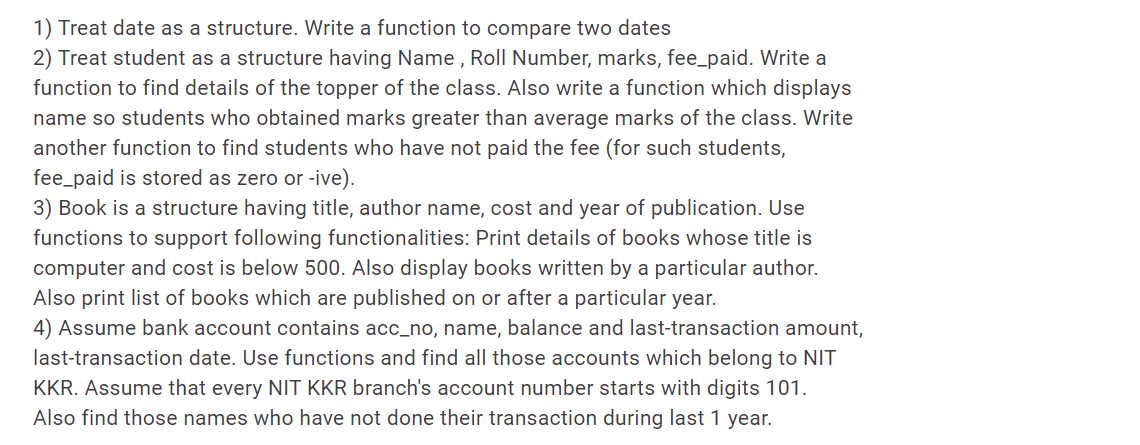 1) Treat date as a structure. Write a function to compare two dates
2) Treat student as a structure having Name , Roll Number, marks, fee_paid. Write a
function to find details of the topper of the class. Also write a function which displays
name so students who obtained marks greater than average marks of the class. Write
another function to find students who have not paid the fee (for such students,
fee_paid is stored as zero or -ive).
3) Book is a structure having title, author name, cost and year of publication. Use
functions to support following functionalities: Print details of books whose title is
computer and cost is below 500. Also display books written by a particular author.
Also print list of books which are published on or after a particular year.
4) Assume bank account contains acc_no, name, balance and last-transaction amount,
last-transaction date. Use functions and find all those accounts which belong to NIT
KKR. Assume that every NIT KKR branch's account number starts with digits 101.
Also find those names who have not done their transaction during last 1 year.